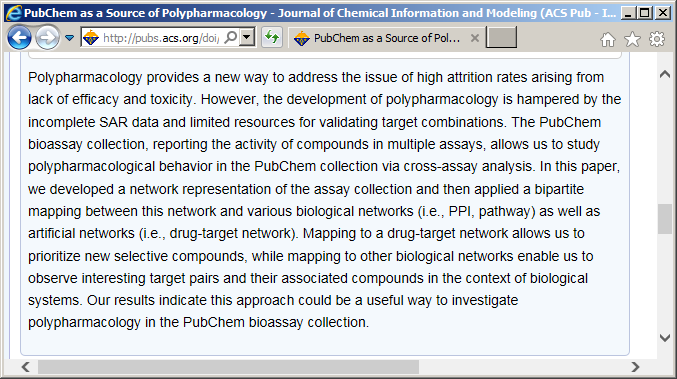 PubChem as a Source of Polypharmacology - Journal of Chemical Information and Modeling (ACS Pub - I...
http://pubs.acs.org/doi/
PubChem as a Source of Pol...
Polypharmacology provides a new way to address the issue of high attrition rates arising from
lack of efficacy and toxicity. However, the development of polypharmacology is hampered by the
incomplete SAR data and limited resources for validating target combinations. The PubChem
bioassay collection, reporting the activity of compounds in multiple assays, allows us to study
polypharmacological behavior in the PubChem collection via cross-assay analysis. In this paper,
we developed a network representation of the assay collection and then applied a bipartite
mapping between this network and various biological networks (i.e., PPI, pathway) as well as
artificial networks (i.e., drug-target network). Mapping to a drug-target network allows us to
prioritize new selective compounds, while mapping to other biological networks enable us to
observe interesting target pairs and their associated compounds in the context of biological
systems. Our results indicate this approach could be a useful way to investigate
polypharmacology in the PubChem bioassay collection.